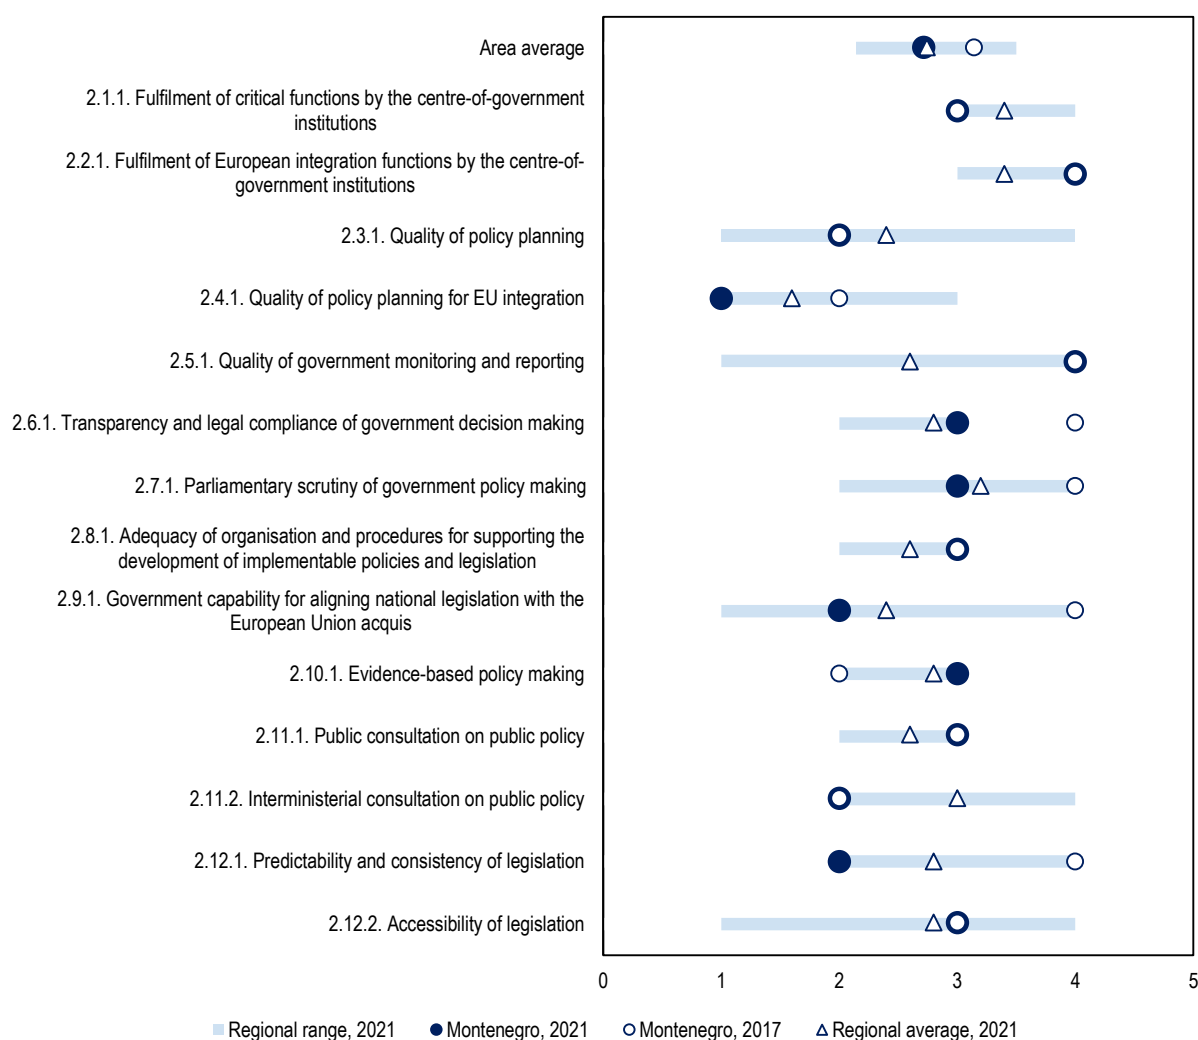 Area average
2.1.1. Fulfilment of critical functions by the centre-of-government
institutions
2.2.1. Fulfilment of European integration functions by the centre-of-
government institutions
2.3.1. Quality of policy planning
2.4.1. Quality of policy planning for EU integration
2.5.1. Quality of government monitoring and reporting
2.6.1. Transparency and legal compliance of government decision making
2.7.1. Parliamentary scrutiny of government policy making
2.8.1. Adequacy of organisation and procedures for supporting the
development of implementable policies and legislation
2.9.1. Government capability for aligning national legislation with the
European Union acquis
2.10.1. Evidence-based policy making
2.11.1. Public consultation on public policy
2.11.2. Interministerial consultation on public policy
2.12.1. Predictability and consistency of legislation
2.12.2. Accessibility of legislation
0 1 2 3 4 5
Regional range, 2021 Montenegro, 2021 Montenegro, 2017 Regional average, 2021